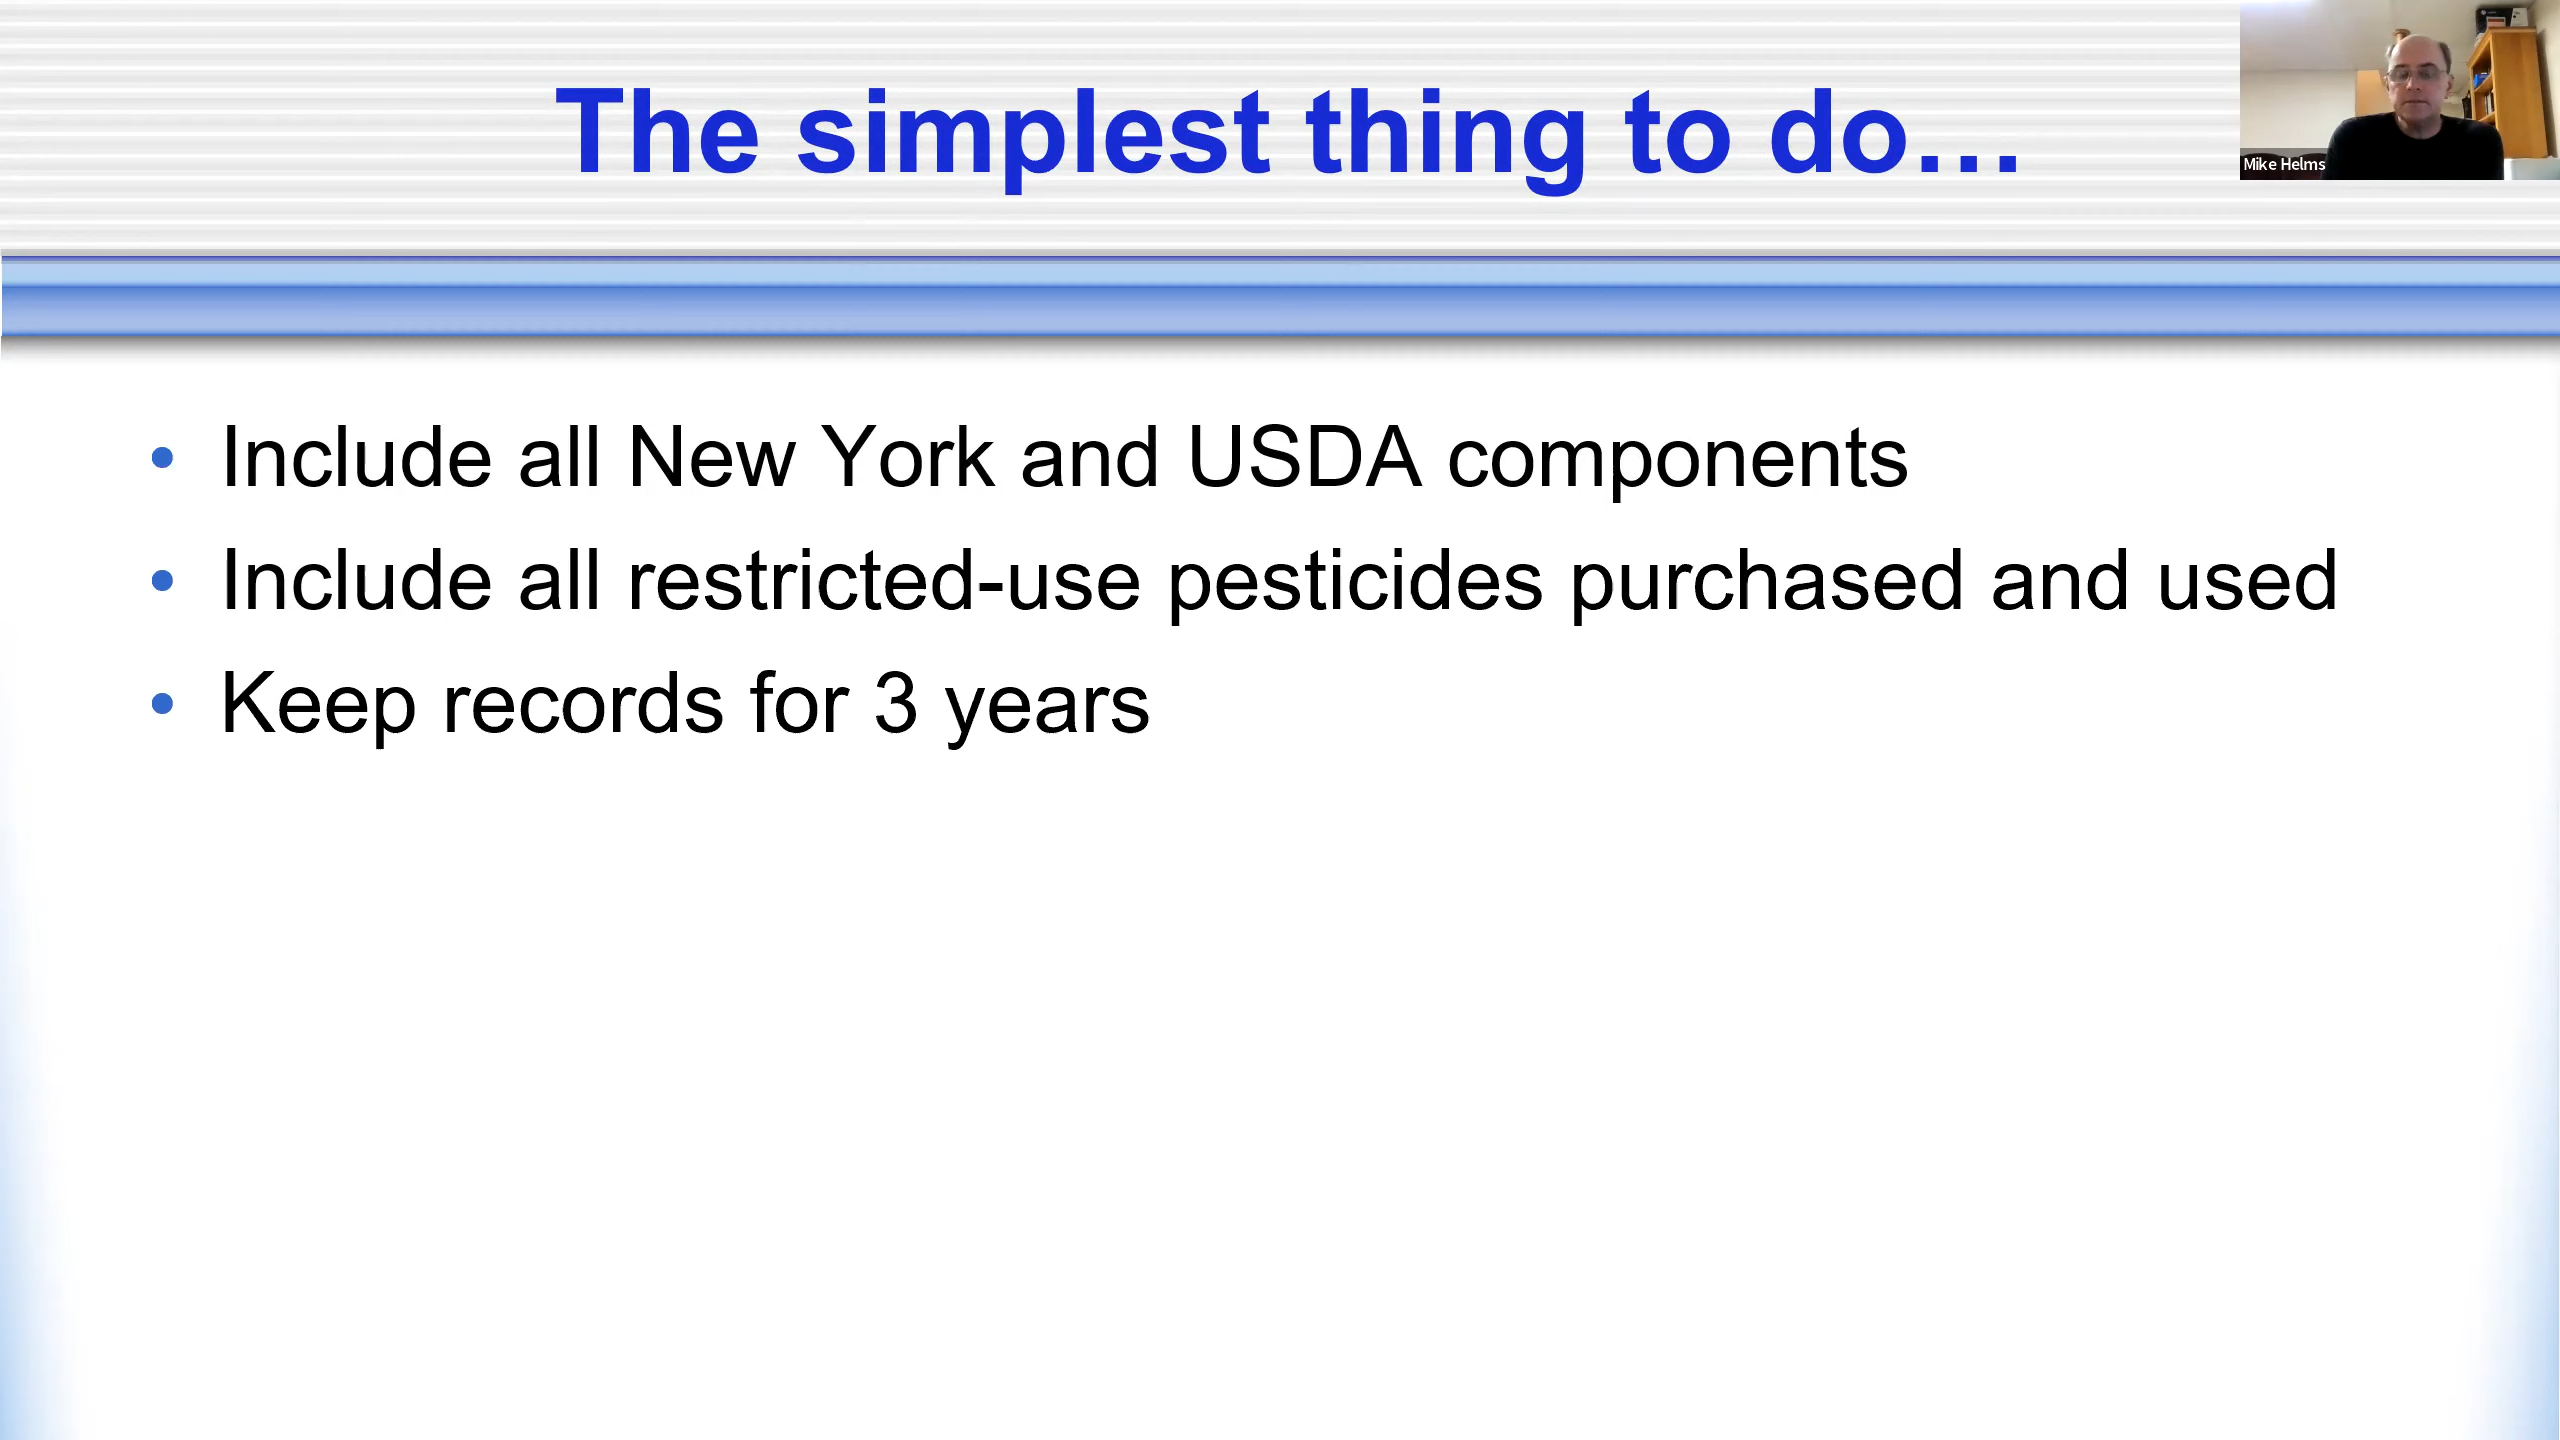 The simplest thing to do…
Mike Helms
• Include all New York and USDA components
• Include all restricted-use pesticides purchased and used
• Keep records for 3 years